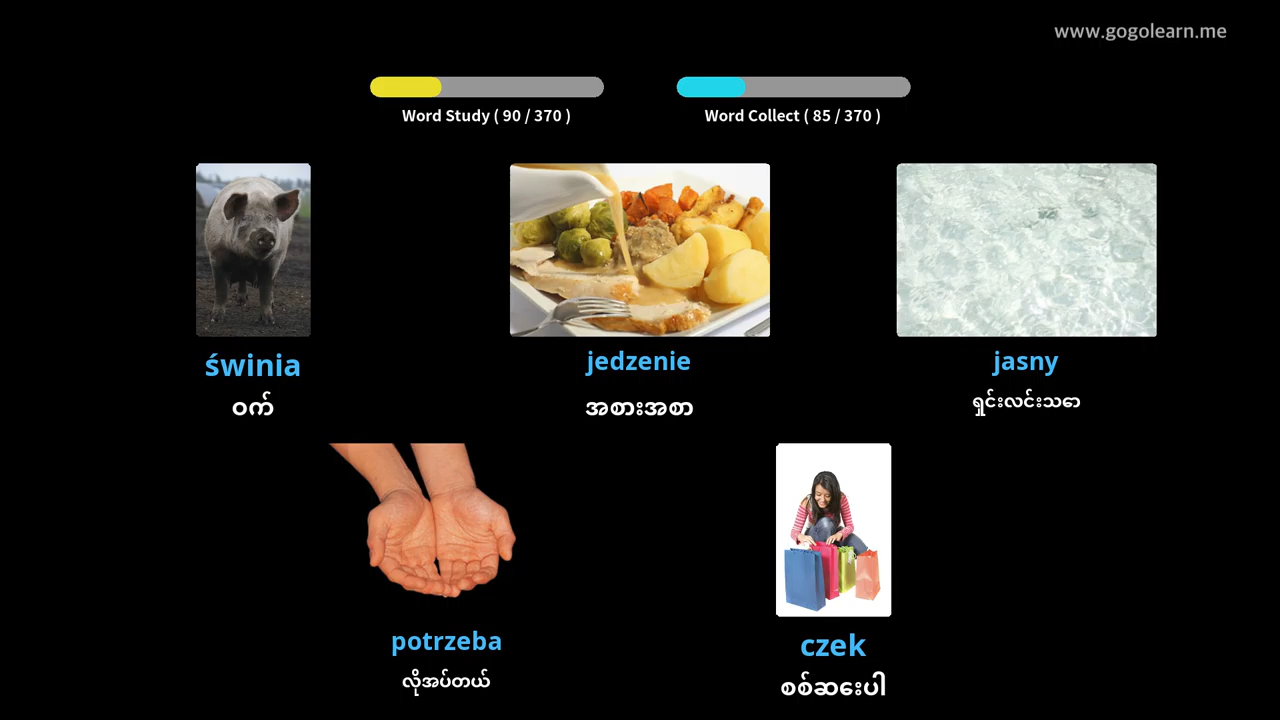 www.gogolearn.me
Word Study ( 90 / 370 )
Word Collect ( 85 / 370 )
świnia
ဝက်
jedzenie
အစားအစာ
jasny
ရှင်းလင်းသော
potrzeba
လိုအပ်တယ်
czek
စစ်ဆေးပါ